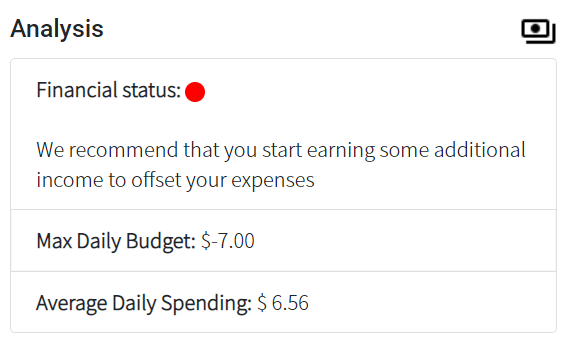 Analysis
Financial status:
We recommend that you start earning some additional
income to offset your expenses
Max Daily Budget: $-7.00
Average Daily Spending: $ 6.56